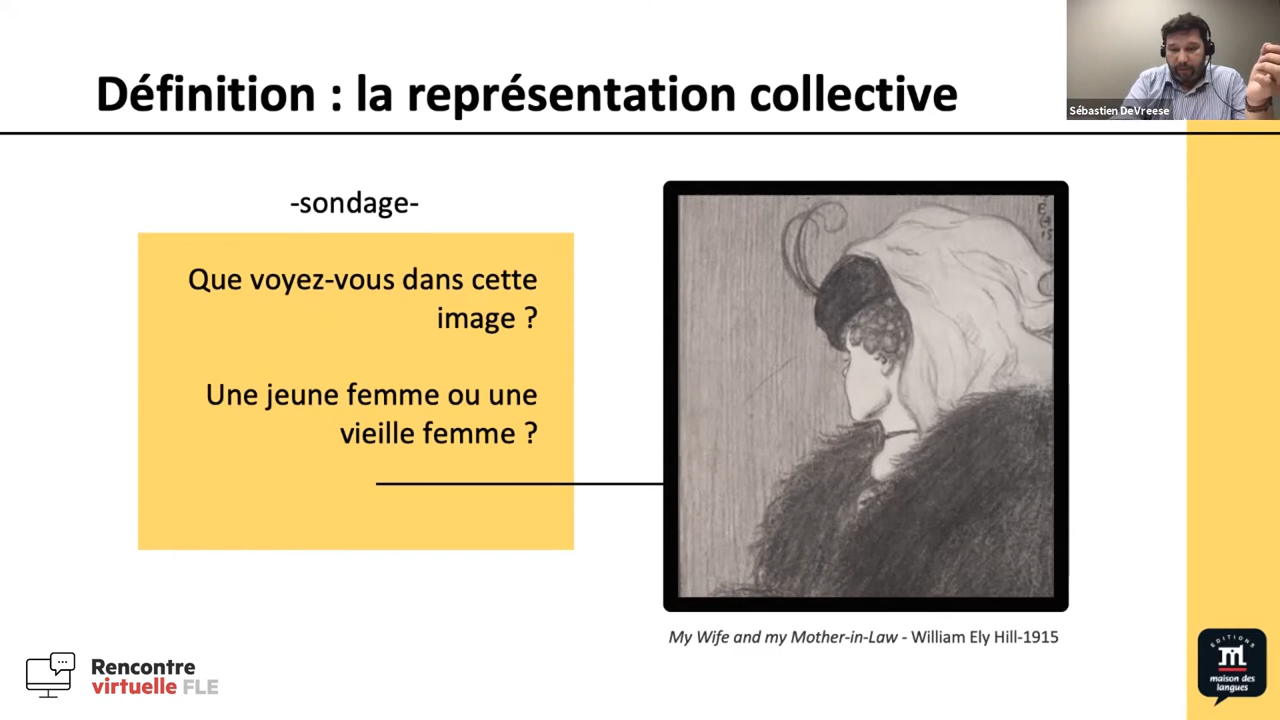 Définition : la représentation collective
Sébastien DeVreese
-sondage-
Que voyez-vous dans cette
image ?
Une jeune femme ou une
vieille femme ?
My Wife and my Mother-in-Law - William Ely Hill-1915
Rencontre
virtuelle FLE
EDITIONS
maison des
langues